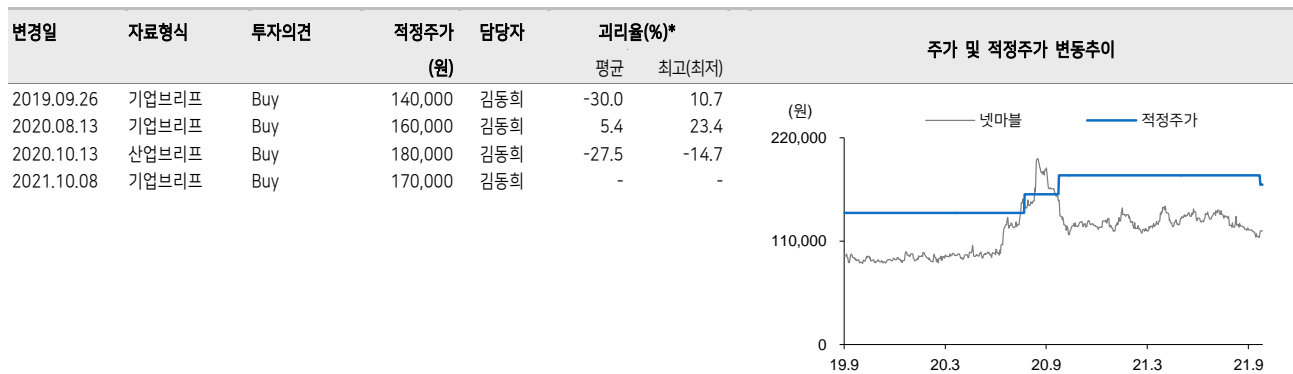 변경일 자료형식 투자의견 적정주가 담당자 괴리율(%)*
(원) 평균 최고(최저)
2019.09.26 기업브리프 Buy 140,000 김동희 -30.0 10.7
2020.08.13 기업브리프 Buy 160,000 김동희 5.4 23.4
2020.10.13 산업브리프 Buy 180,000 김동희 -27.5 -14.7
2021.10.08 기업브리프 Buy 170,000 김동희 - -
주가 및 적정주가 변동추이
(원) 넷마블 적정주가
220,000
110,000
0
19.9 20.3 20.9 21.3 21.9